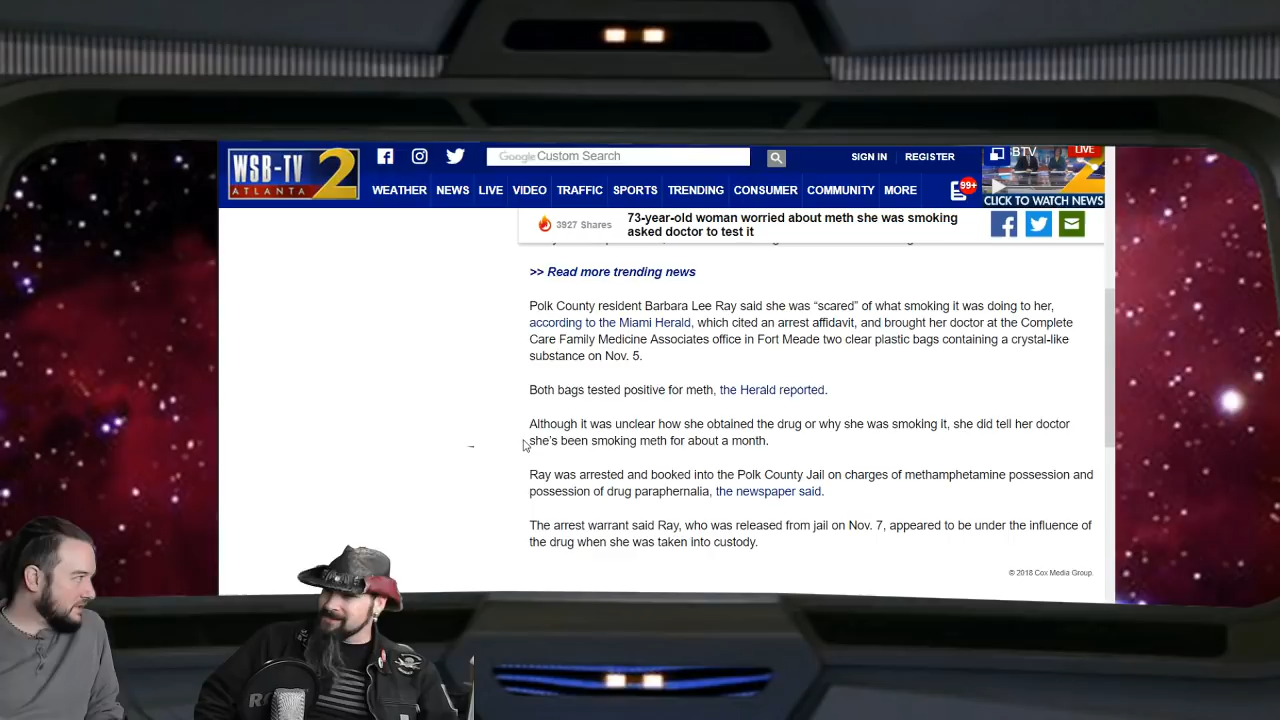 WSB-TV 2
ATLANTA
Google Custom Search
SIGN IN
REGISTER
BTV
LIVE
WEATHER
NEWS
LIVE
VIDEO
TRAFFIC
SPORTS
TRENDING
CONSUMER
COMMUNITY
MORE
99+
CLICK TO WATCH NEWS
3927 Shares
73-year-old woman worried about meth she was smoking
asked doctor to test it
>> Read more trending news
Polk County resident Barbara Lee Ray said she was “scared” of what smoking it was doing to her,
according to the Miami Herald, which cited an arrest affidavit, and brought her doctor at the Complete
Care Family Medicine Associates office in Fort Meade two clear plastic bags containing a crystal-like
substance on Nov. 5.
Both bags tested positive for meth, the Herald reported.
Although it was unclear how she obtained the drug or why she was smoking it, she did tell her doctor
she’s been smoking meth for about a month.
Ray was arrested and booked into the Polk County Jail on charges of methamphetamine possession and
possession of drug paraphernalia, the newspaper said.
The arrest warrant said Ray, who was released from jail on Nov. 7, appeared to be under the influence of
the drug when she was taken into custody.
© 2018 Cox Media Group.